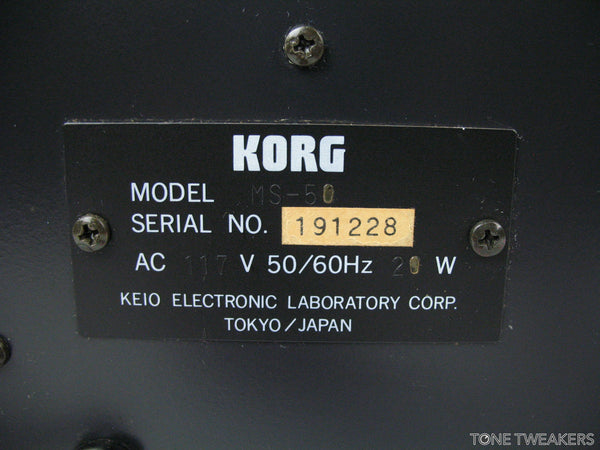 KORG
MODEL MS-50
SERIAL NO. 191228
AC 117 V 50/60Hz 20 W
KEIO ELECTRONIC LABORATORY CORP.
TOKYO/JAPAN
TONE TWEAKERS